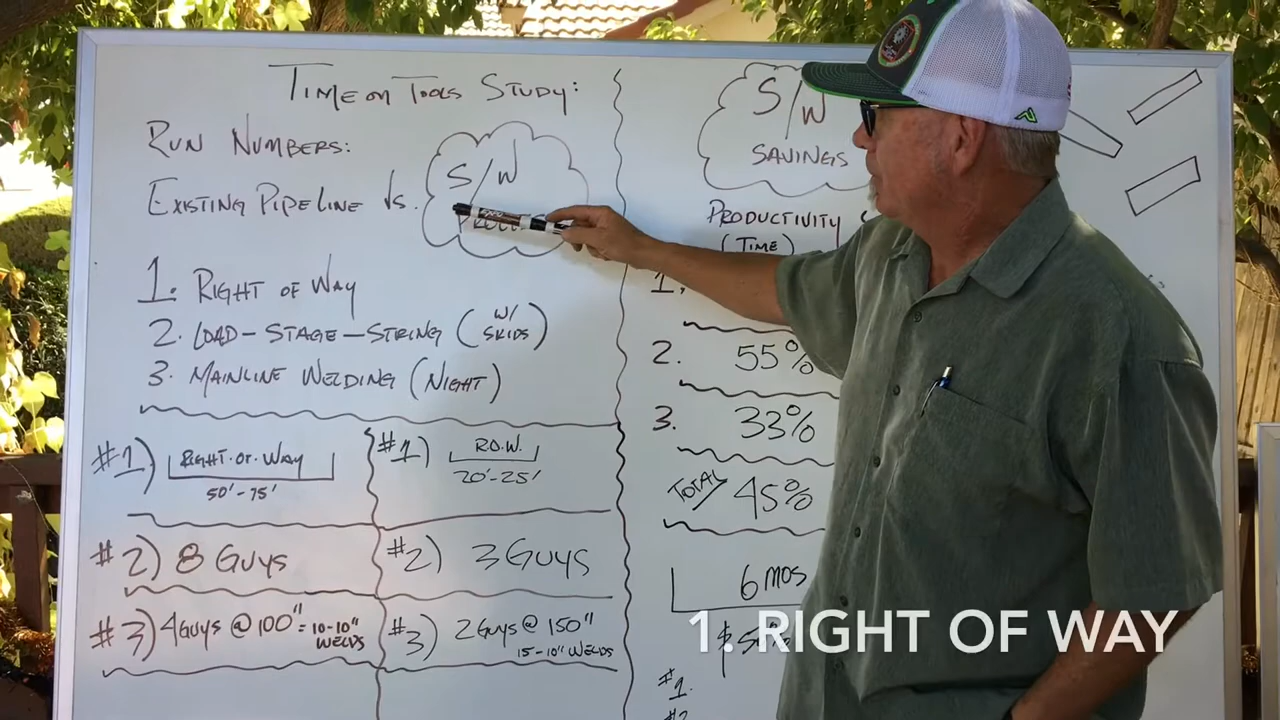 TIME ON TOOLS STUDY:
RUN NUMBERS:
EXISTING PIPELINE VS.
S/W
1. RIGHT OF WAY
2. LOAD-STAGE-STRING (W/ SKIDS)
3. MAINLINE WELDING (NIGHT)
#1) RIGHT-OF-WAY
50'-75'
#1) R.O.W.
20'-25'
#2) 8 GUYS
#2) 3 GUYS
#3) 4 GUYS @ 100" = 10-10" WELDS
#3) 2 GUYS @ 150"
15-10" WELDS
S/W
SAVINGS
PRODUCTIVITY
(TIME)
1.
2. 55%
3. 33%
TOTAL 45%
6 MOS
#1.
#2
1. RIGHT OF WAY